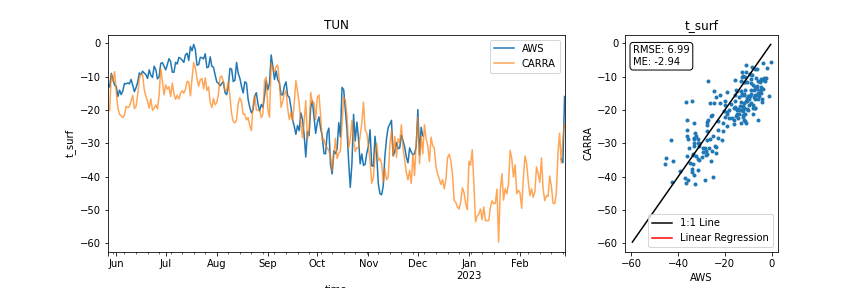 TUN
t_surf
0
−10
−20
−30
−40
−50
−60
Jun
Jul
Aug
Sep
Oct
Nov
Dec
Jan
2023
Feb
time
AWS
CARRA
t_surf
RMSE: 6.99
ME: -2.94
CARRA
0
−10
−20
−30
−40
−50
−60
−60
−40
−20
0
AWS
1:1 Line
Linear Regression